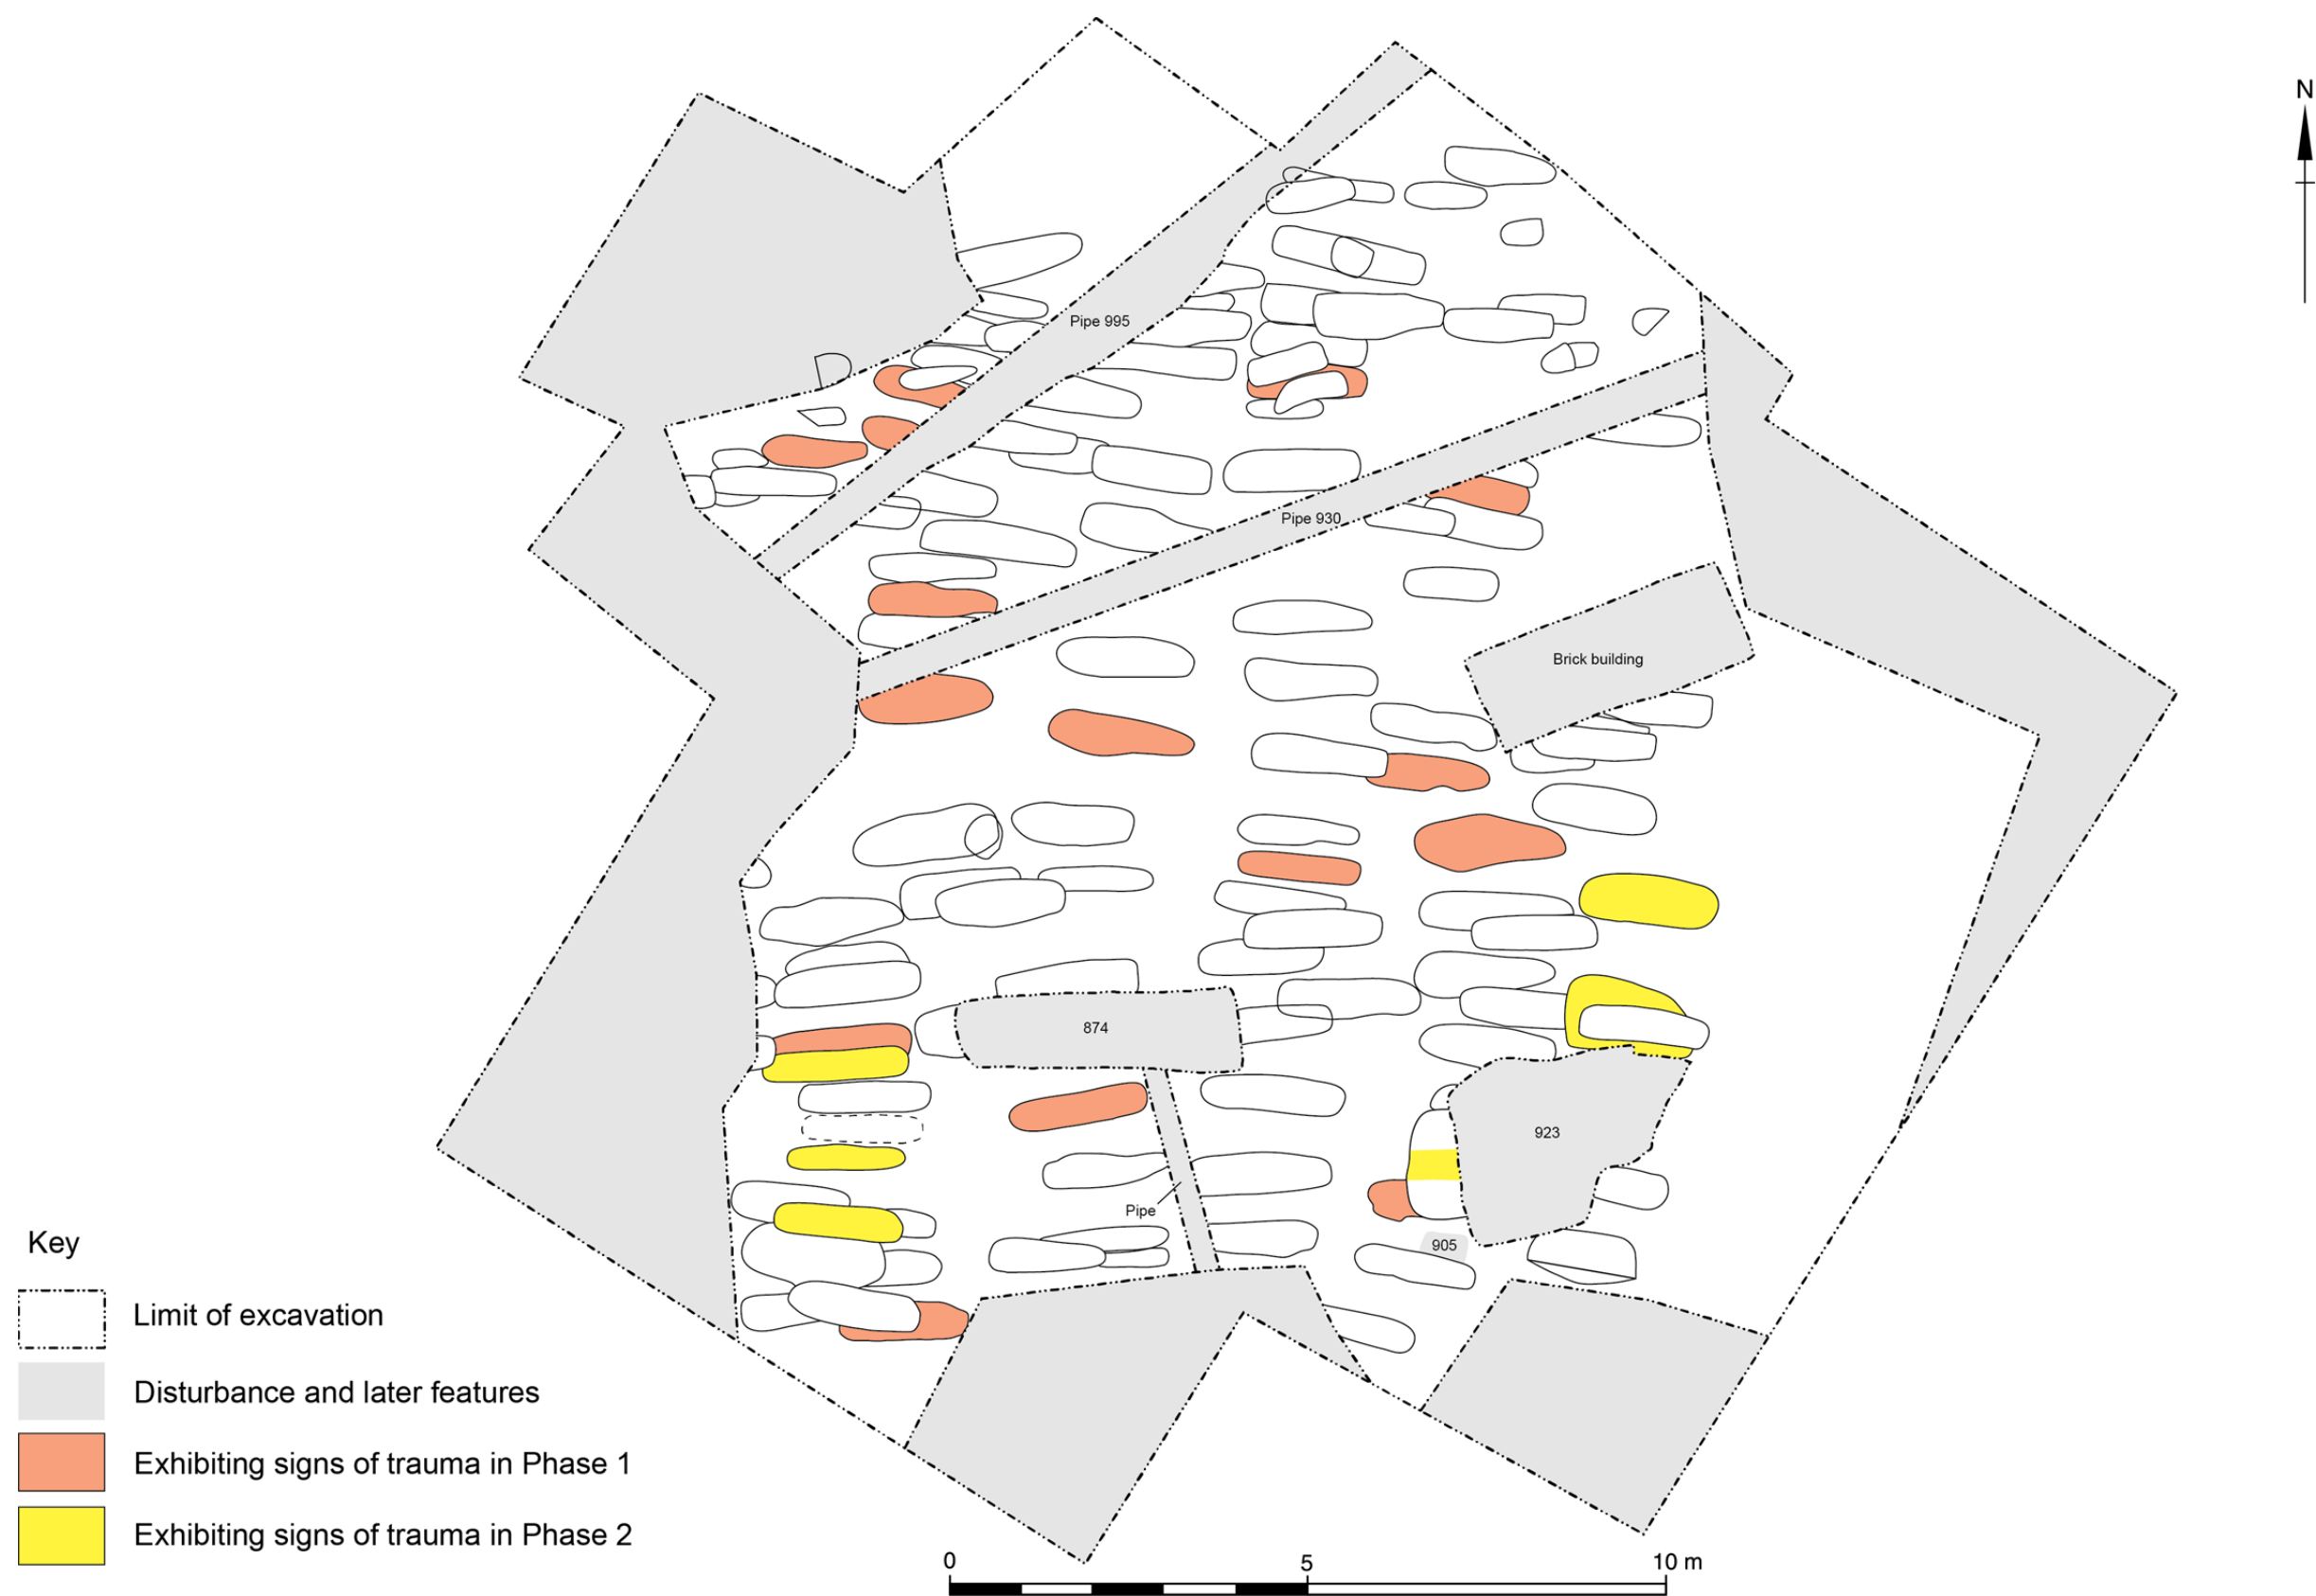 N
Pipe 995
Pipe 930
Brick building
874
923
Pipe
905
Key
Limit of excavation
Disturbance and later features
Exhibiting signs of trauma in Phase 1
Exhibiting signs of trauma in Phase 2
0 5 10 m